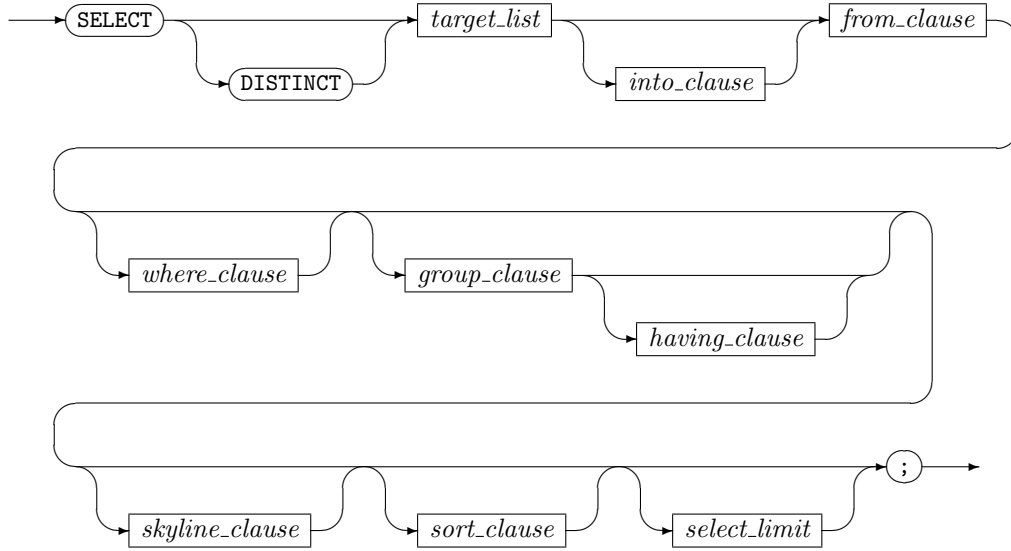 SELECT target_list from_clause
DISTINCT into_clause
where_clause group_clause
having_clause
;
skyline_clause sort_clause select_limit